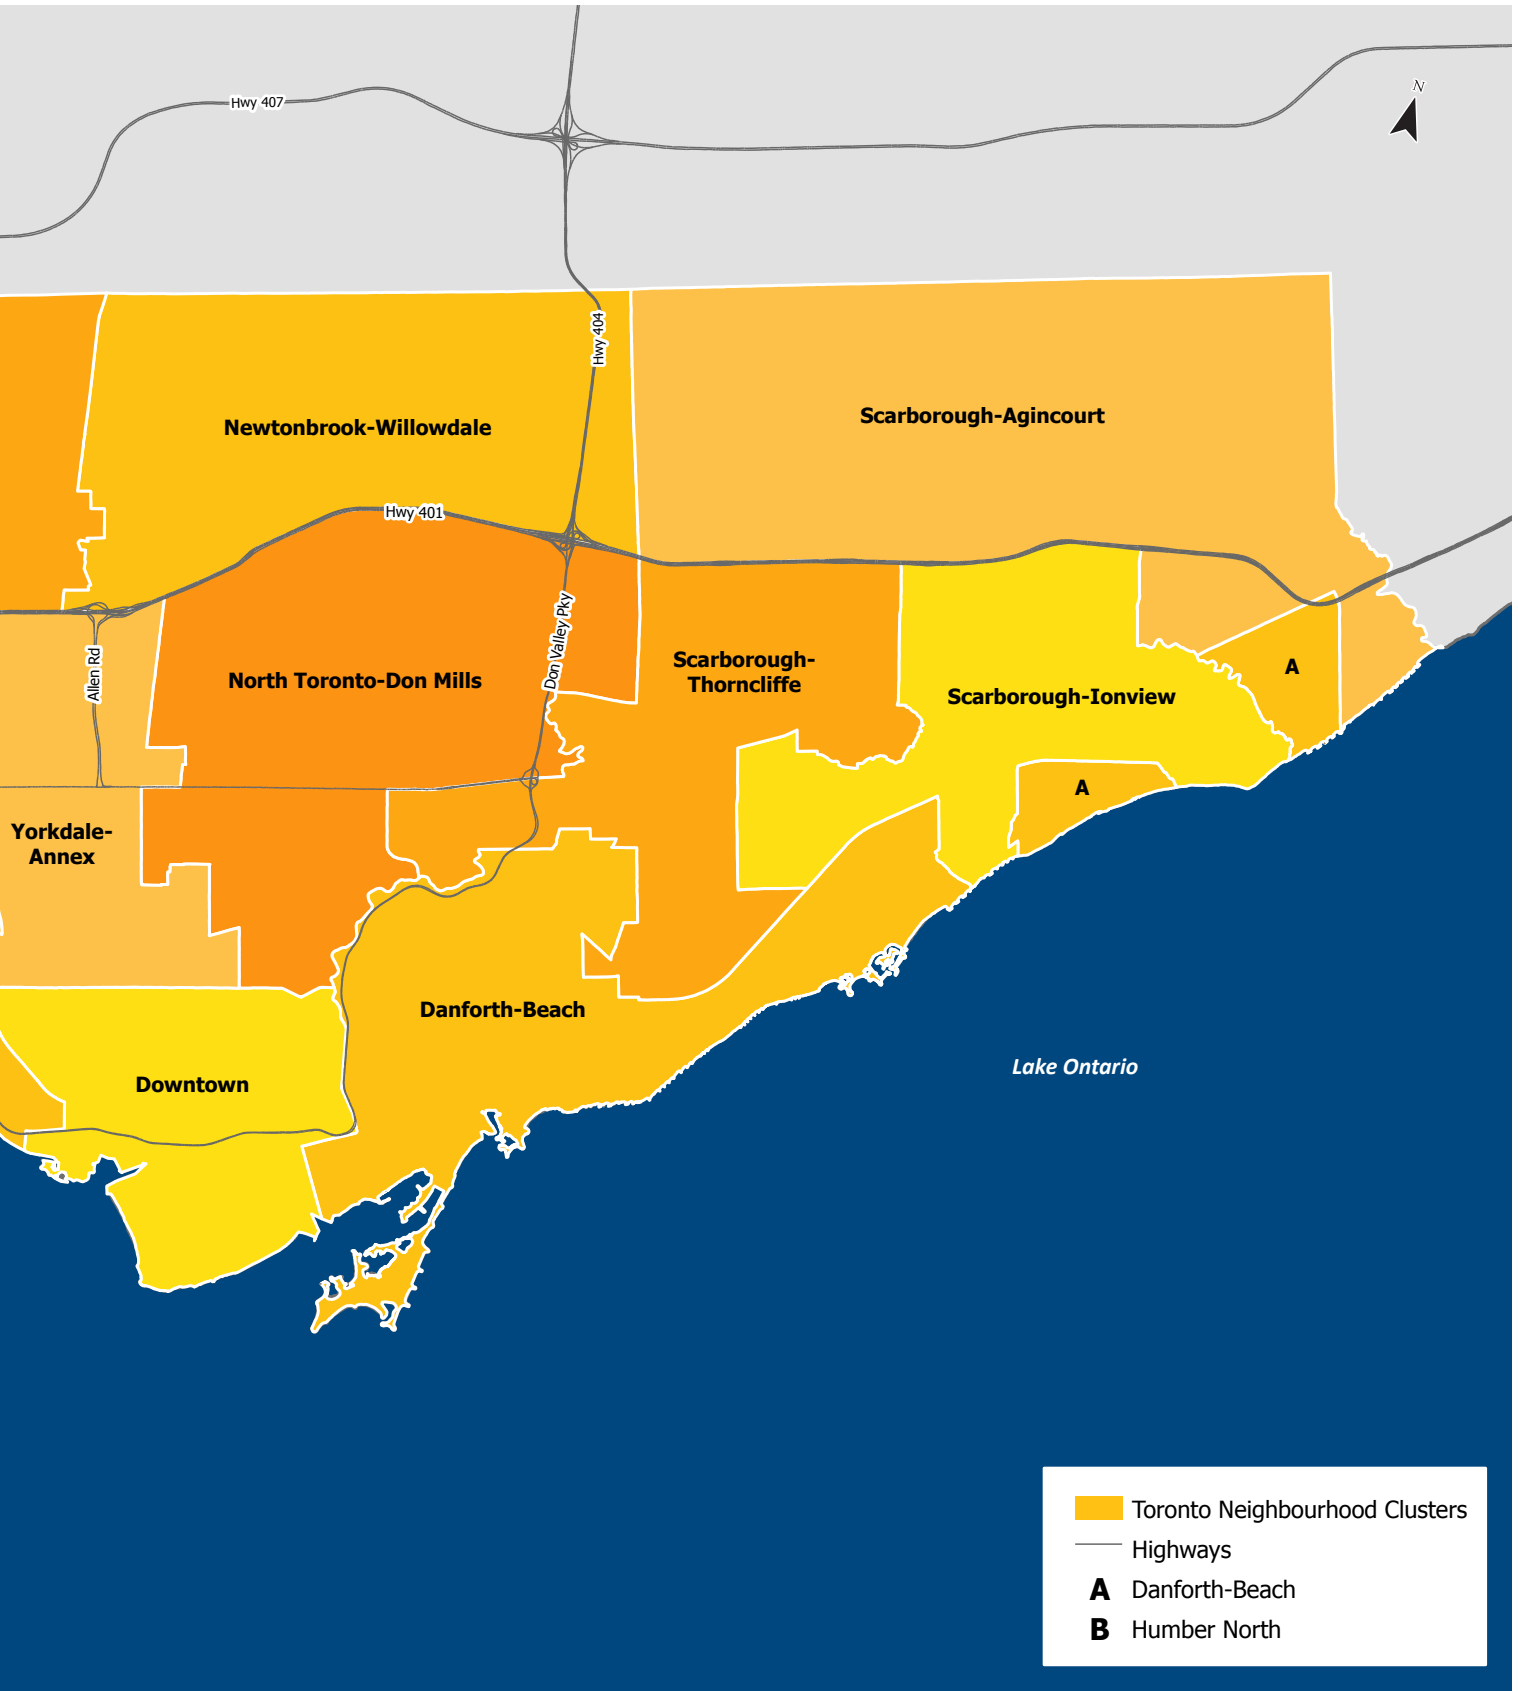 N
Hwy 407
Hwy 404
Newtonbrook-Willowdale
Scarborough-Agincourt
Hwy 401
Don Valley Pky
Allen Rd
North Toronto-Don Mills
Scarborough-
Thorncliffe
Scarborough-Ionview
A
A
Yorkdale-
Annex
Danforth-Beach
Downtown
Lake Ontario
Toronto Neighbourhood Clusters
Highways
A Danforth-Beach
B Humber North